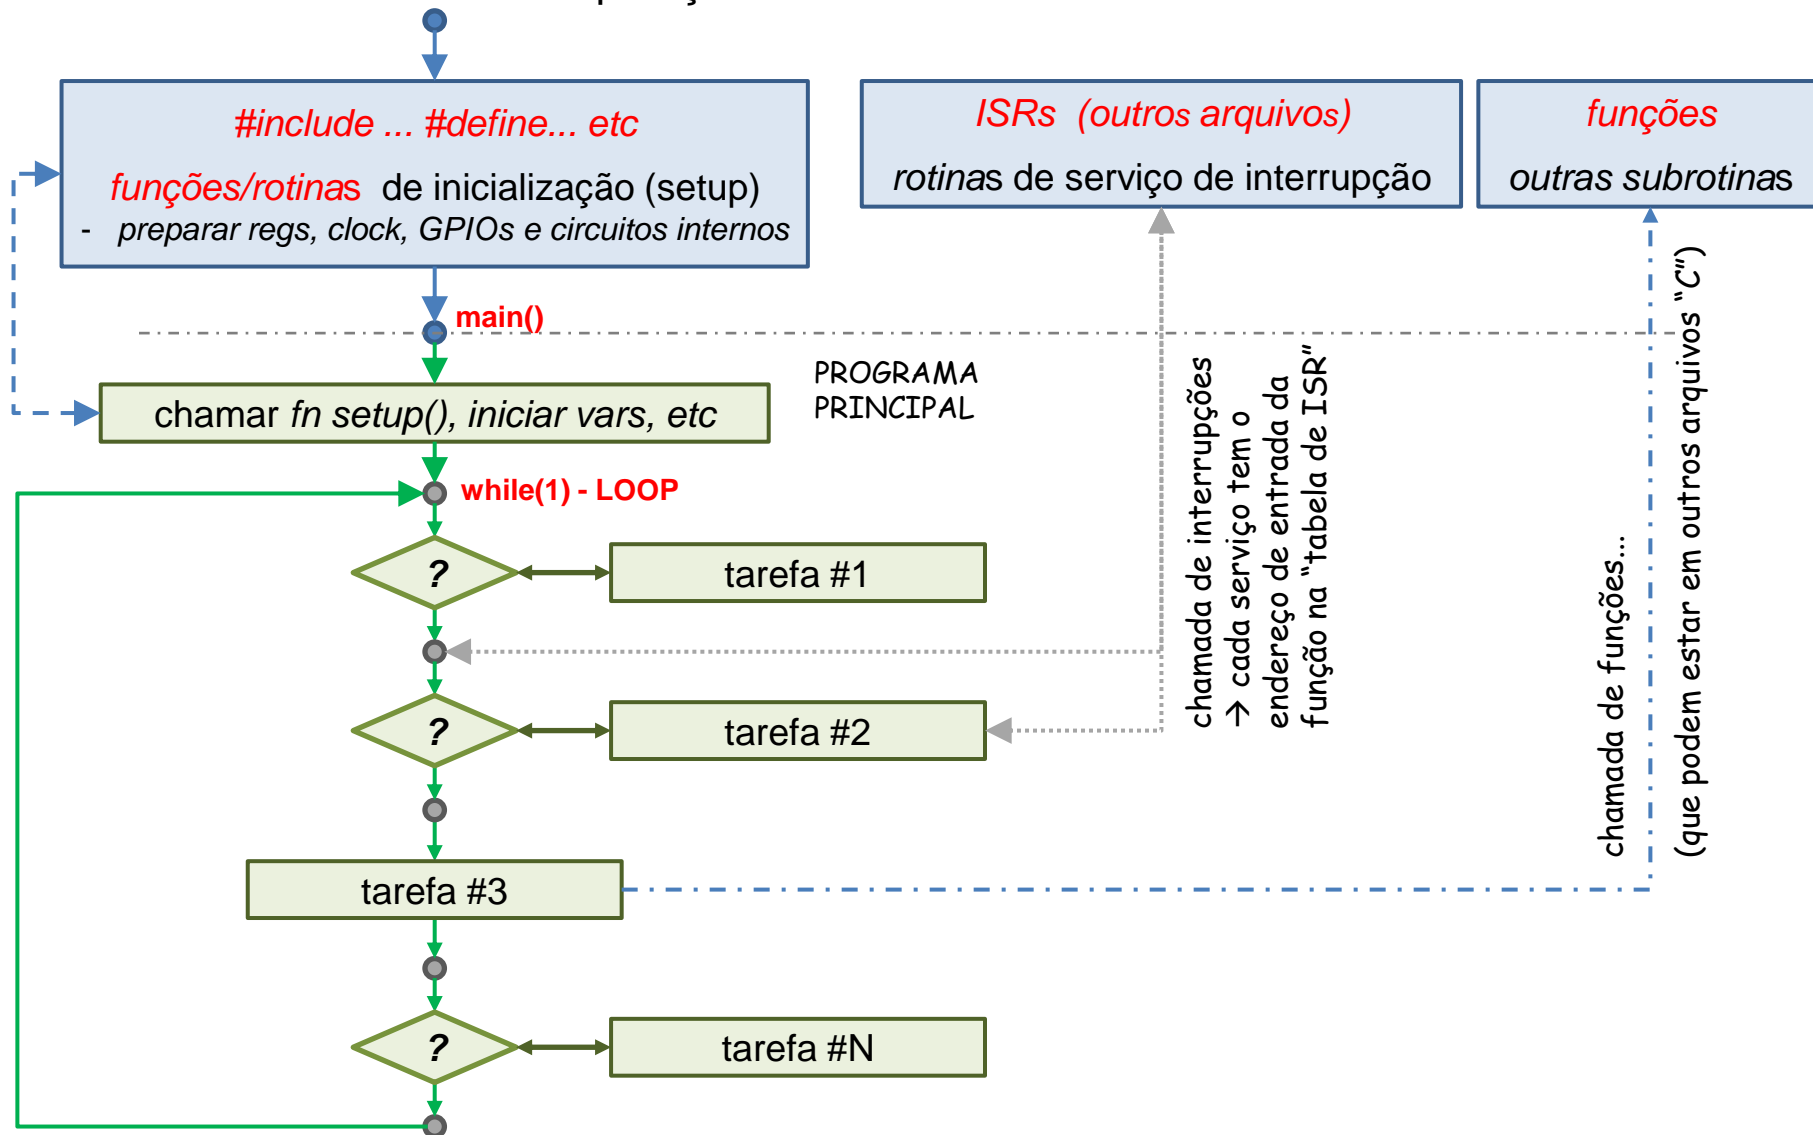 #include ... #define... etc
funções/rotinas de inicialização (setup)
- preparar regs, clock, GPIOs e circuitos internos
ISRs (outros arquivos)
rotinas de serviço de interrupção
funções
outras subrotinas
main()
PROGRAMA
PRINCIPAL
chamar fn setup(), iniciar vars, etc
while(1) - LOOP
?
tarefa #1
?
tarefa #2
tarefa #3
?
tarefa #N
chamada de interrupções
→ cada serviço tem o
endereço de entrada da
função na "tabela de ISR"
chamada de funções...
(que podem estar em outros arquivos "C")